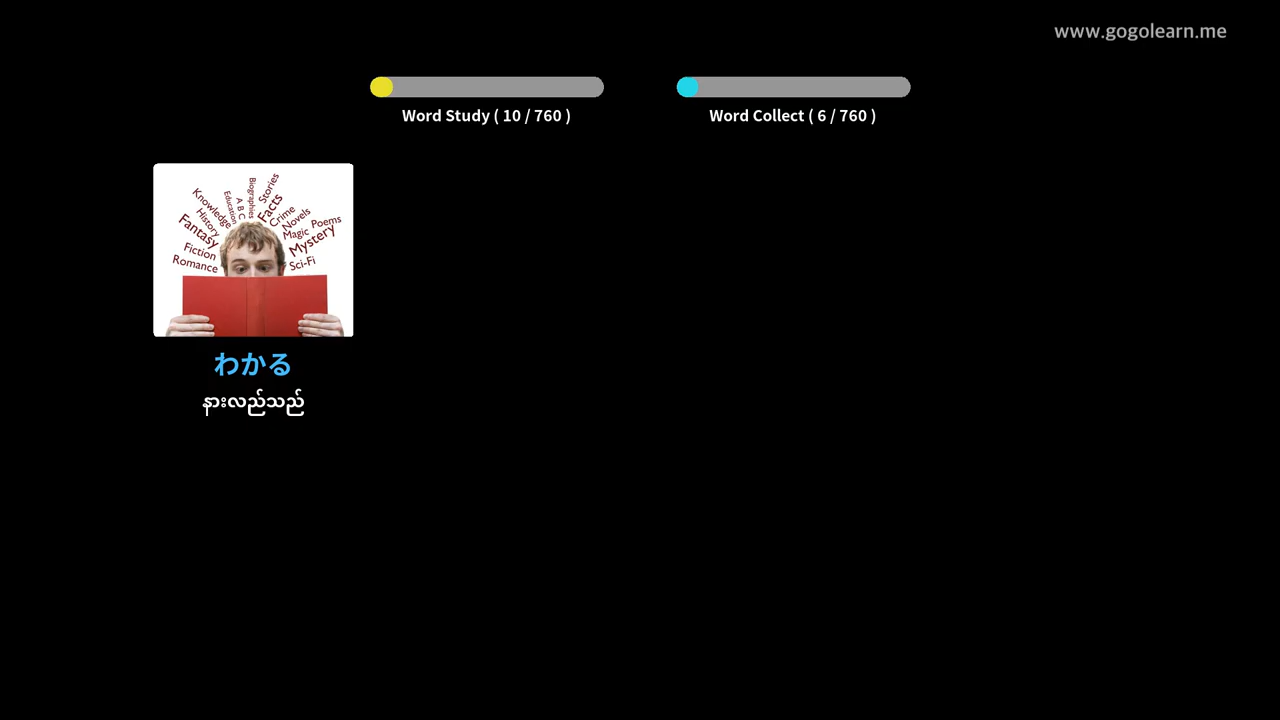 www.gogolearn.me
Word Study ( 10 / 760 )
Word Collect ( 6 / 760 )
Knowledge
History
Fantasy
Fiction
Romance
Education
A B C
Biographies
Stories
Facts
Crime
Novels
Magic
Poems
Mystery
Sci-Fi
わかる
နားလည်သည်